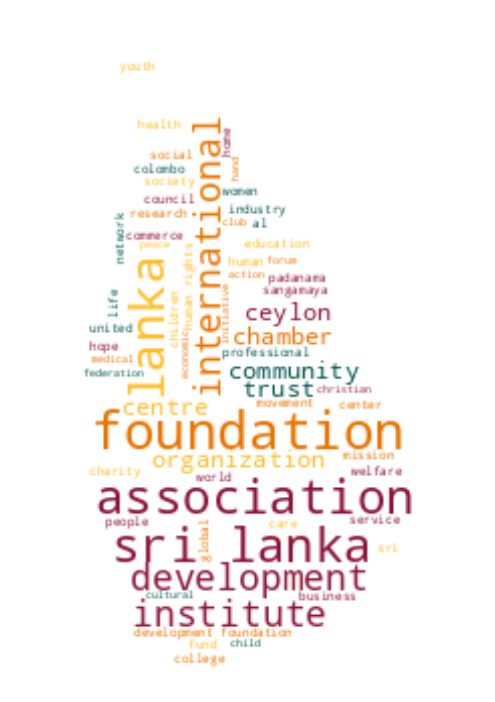 youth
health
international
home
social
hand
colombo
society
women
council
industry
research
club al
network
commerce
peace
education
human rights
human forum
lanka
action padanama
children
sangamaya
life
initiative
ceylon
united
economic
chamber
hope
professional
medical
community
federation
trust christian
centre
movement center
foundation
organization
mission
charity
world
welfare
association
people
global
care
service
sri lanka
sri
development
cultural
business
institute
development foundation
fund child
college